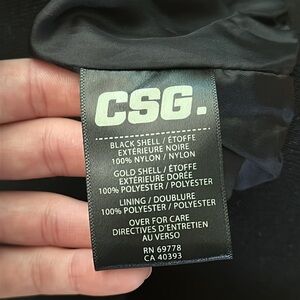 CSG.
BLACK SHELL / ÉTOFFE
EXTÉRIEURE NOIRE
100% NYLON / NYLON
GOLD SHELL / ÉTOFFE
EXTÉRIEURE DORÉE
100% POLYESTER / POLYESTER
LINING / DOUBLURE
100% POLYESTER / POLYESTER
OVER FOR CARE
DIRECTIVES D'ENTRETIEN
AU VERSO
RN 69778
CA 40393